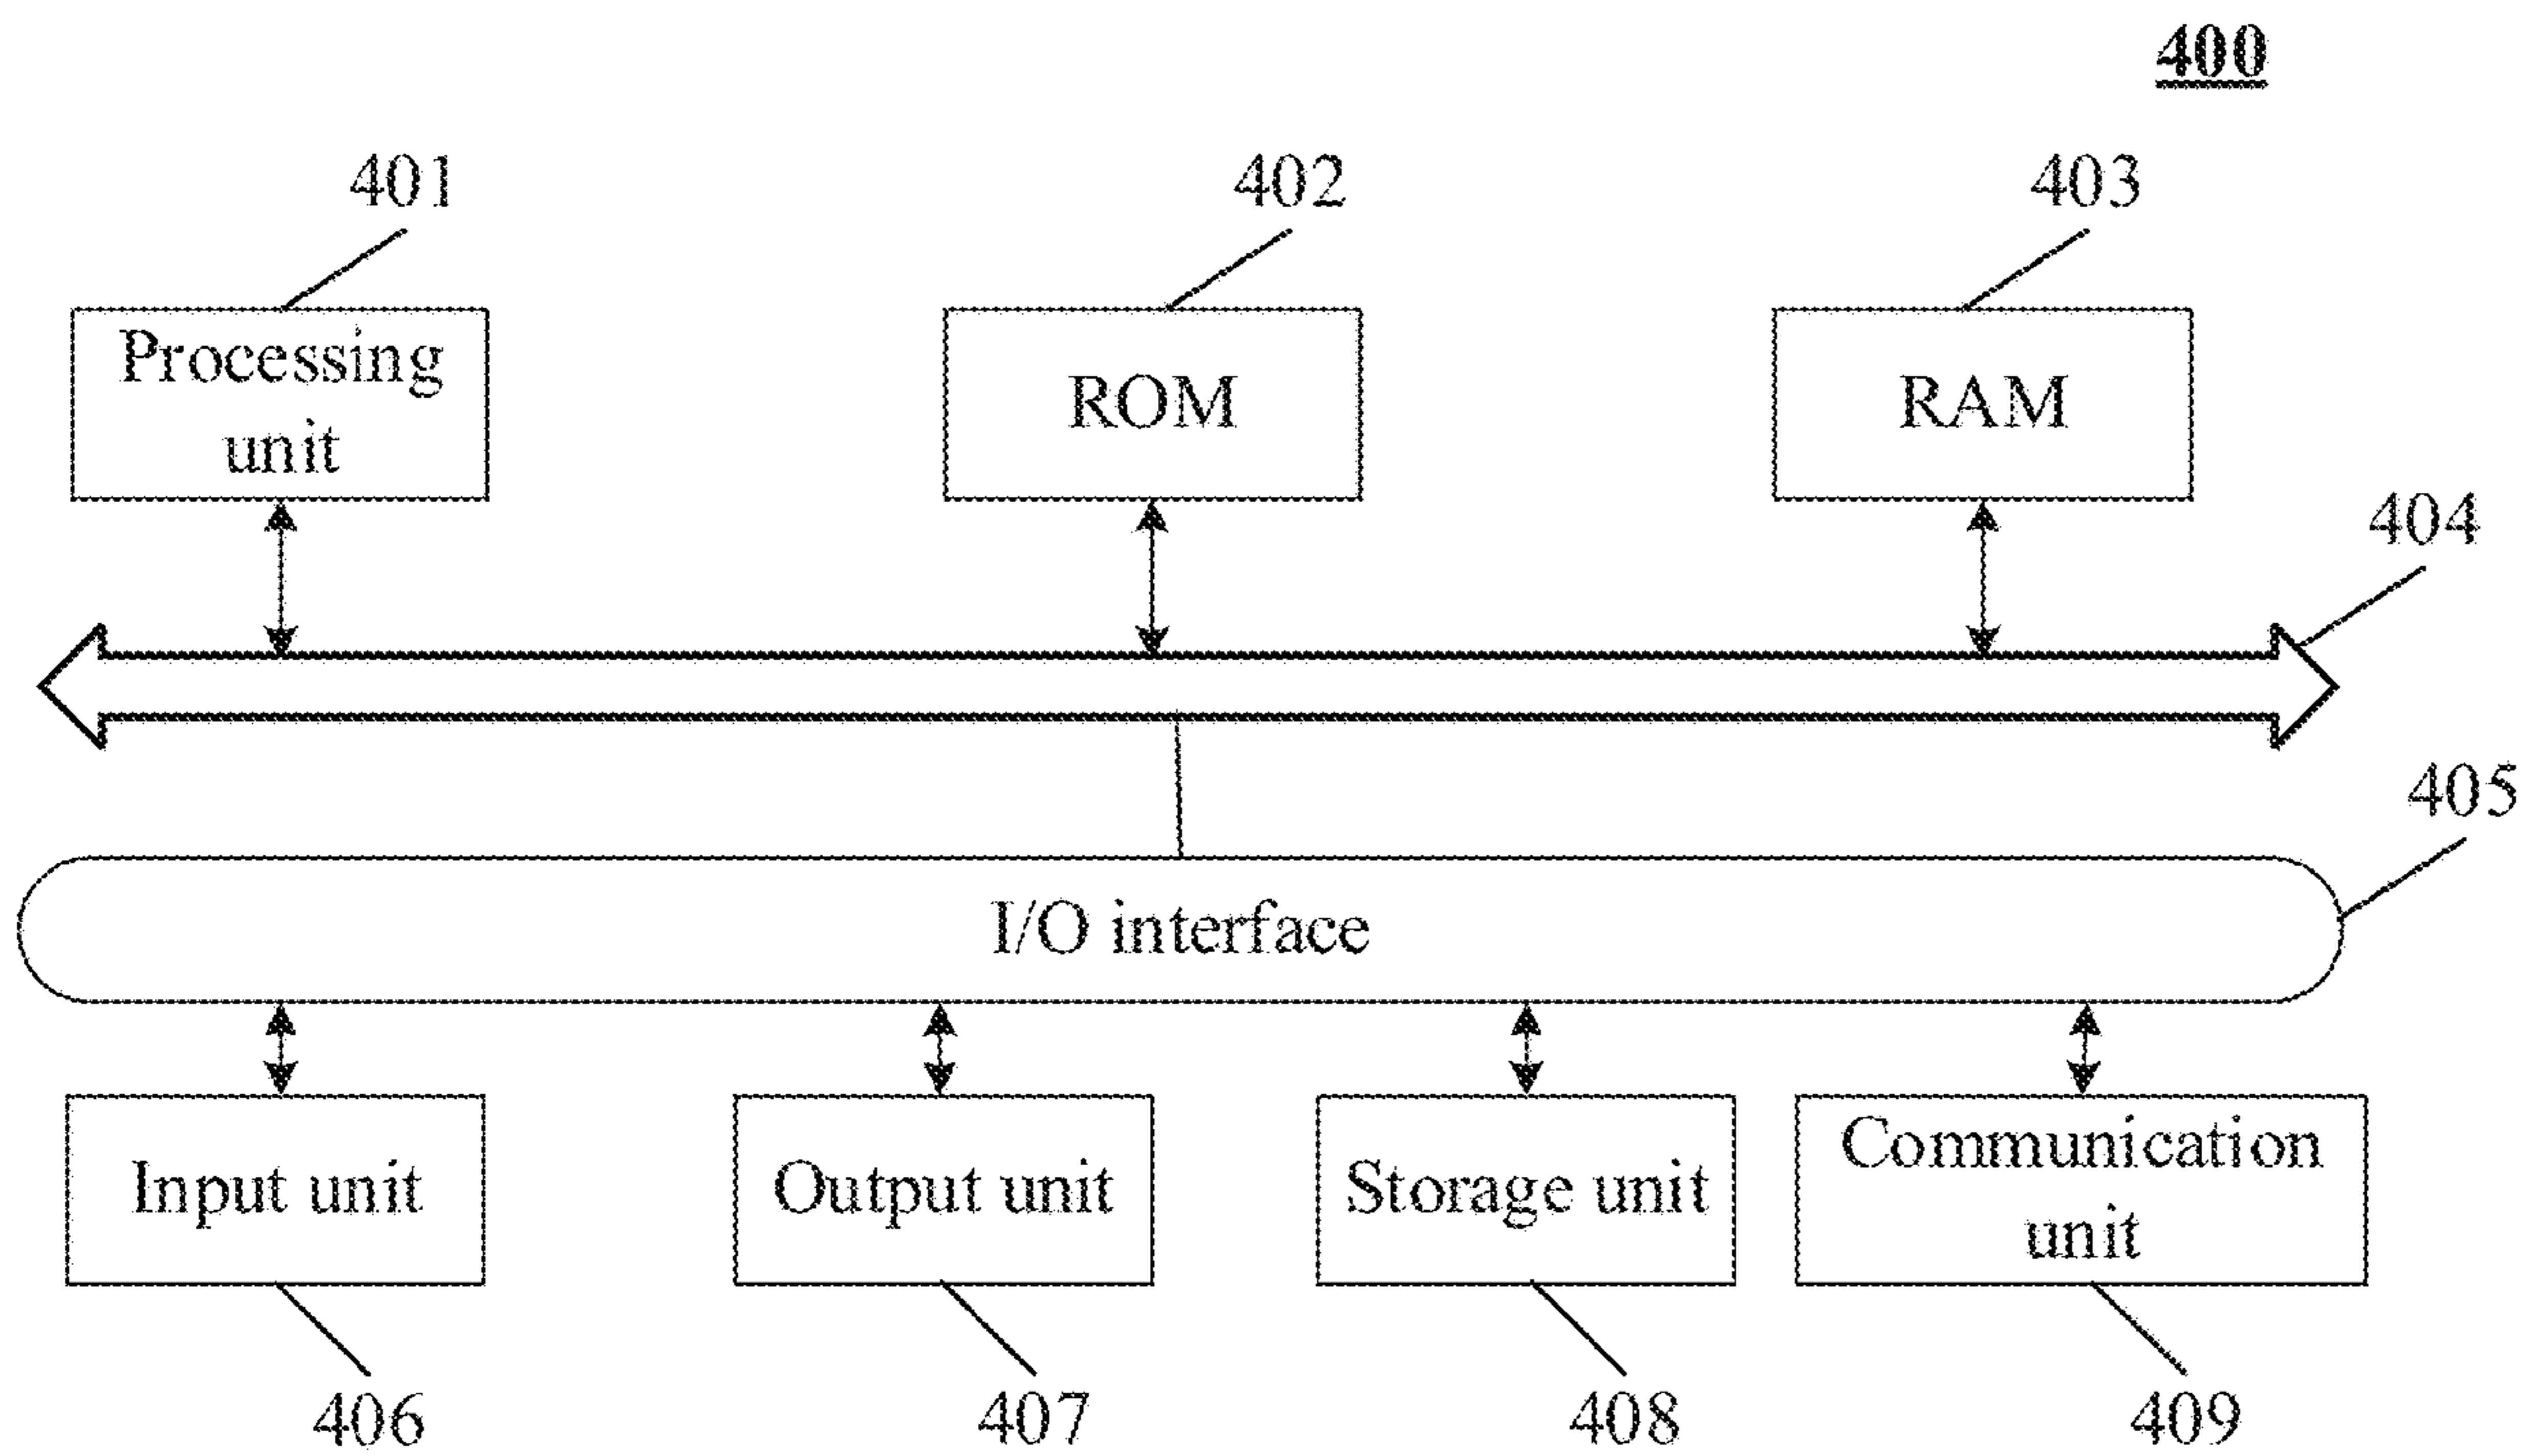 400
401
402
403
Processing
unit
ROM
RAM
404
405
I/O interface
Input unit
Output unit
Storage unit
Communication
unit
406
407
408
409